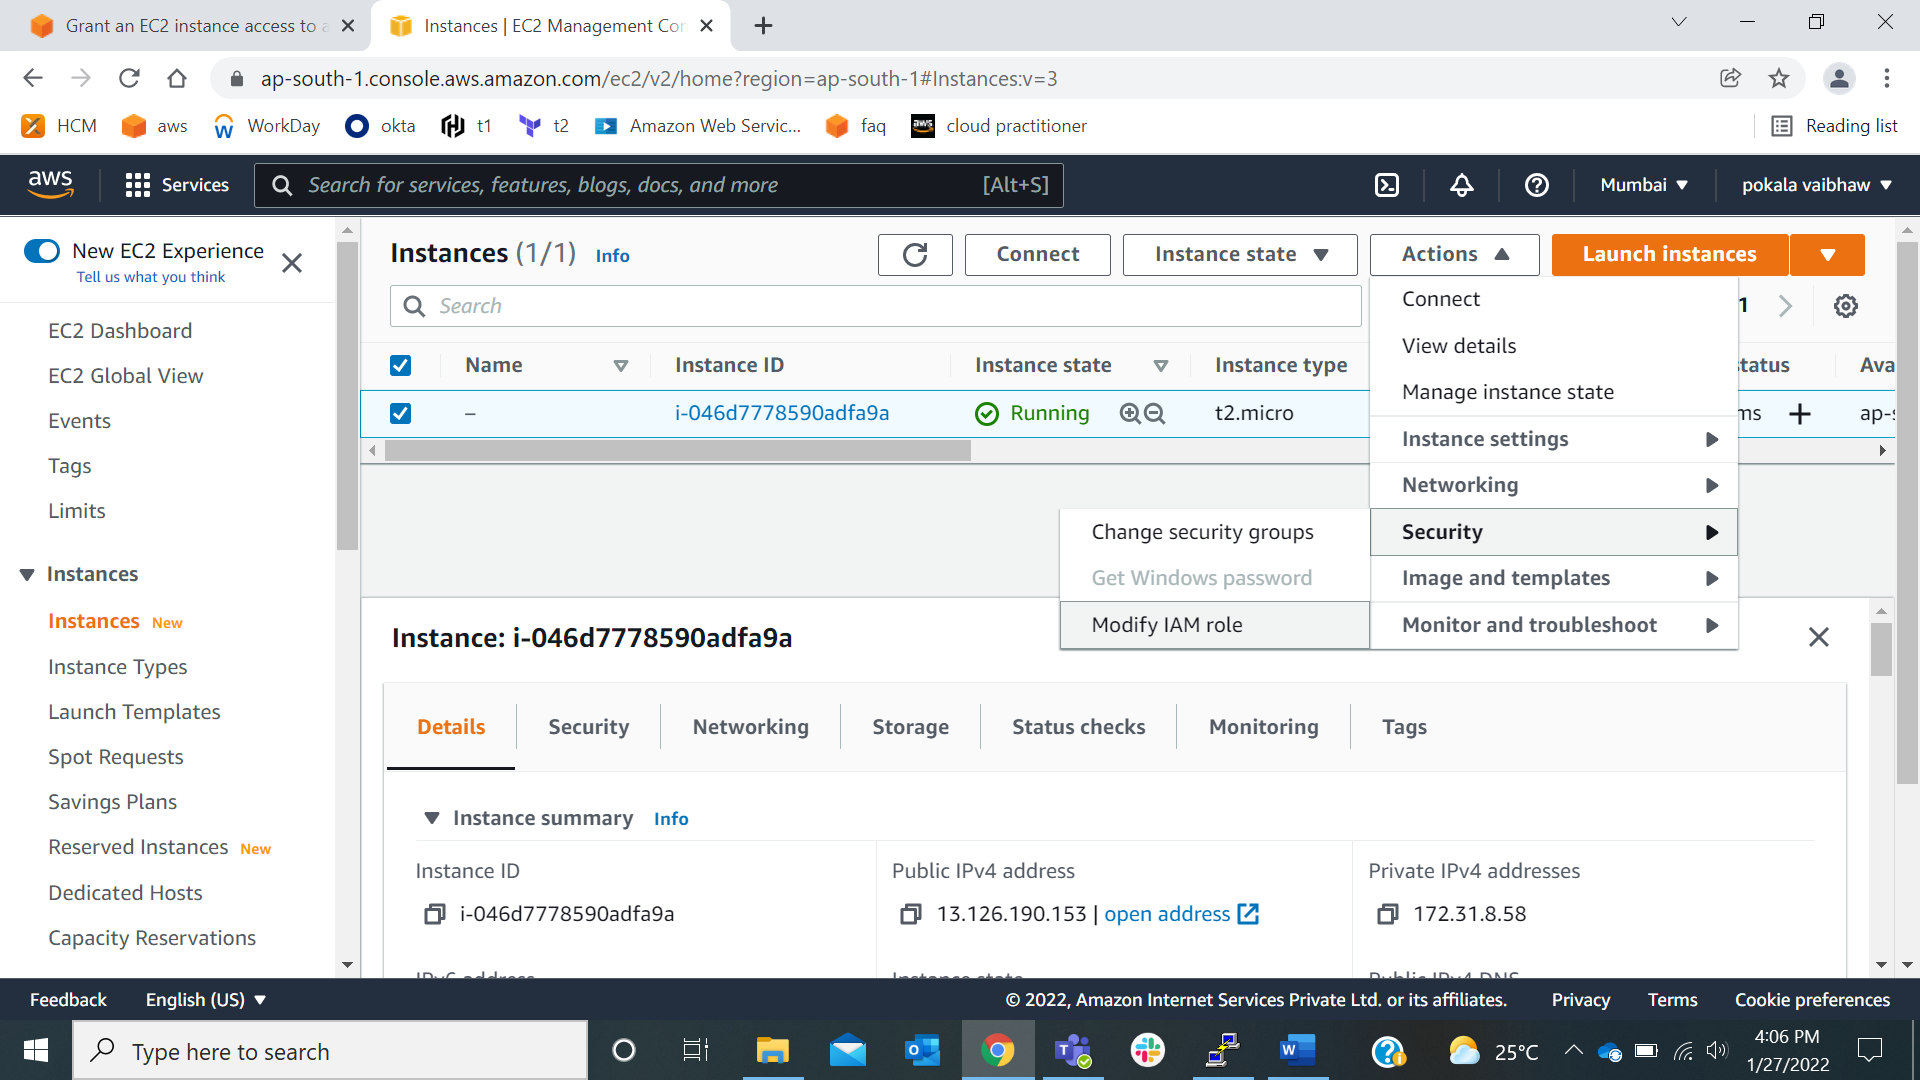 Grant an EC2 instance access to a
Instances | EC2 Management Con
ap-south-1.console.aws.amazon.com/ec2/v2/home?region=ap-south-1#Instances:v=3
HCM
aws
WorkDay
okta
t1
t2
Amazon Web Servic...
faq
cloud practitioner
Reading list
aws
Services
Search for services, features, blogs, docs, and more
[Alt+S]
Mumbai
pokala vaibhaw
New EC2 Experience
Tell us what you think
EC2 Dashboard
EC2 Global View
Events
Tags
Limits
Instances
Instances New
Instance Types
Launch Templates
Spot Requests
Savings Plans
Reserved Instances New
Dedicated Hosts
Capacity Reservations
Instances (1/1) Info
Connect
Instance state
Actions
Launch instances
Search
1
Name
Instance ID
Instance state
Instance type
tatus
Ava
–
i-046d7778590adfa9a
Running
t2.micro
ms
ap-s
Connect
View details
Manage instance state
Instance settings
Networking
Security
Image and templates
Monitor and troubleshoot
Change security groups
Get Windows password
Modify IAM role
Instance: i-046d7778590adfa9a
Details
Security
Networking
Storage
Status checks
Monitoring
Tags
Instance summary Info
Instance ID
i-046d7778590adfa9a
Public IPv4 address
13.126.190.153 | open address
Private IPv4 addresses
172.31.8.58
IPv6 address
Instance state
Public IPv4 DNS
Feedback
English (US)
© 2022, Amazon Internet Services Private Ltd. or its affiliates.
Privacy
Terms
Cookie preferences
Type here to search
25°C
4:06 PM
1/27/2022